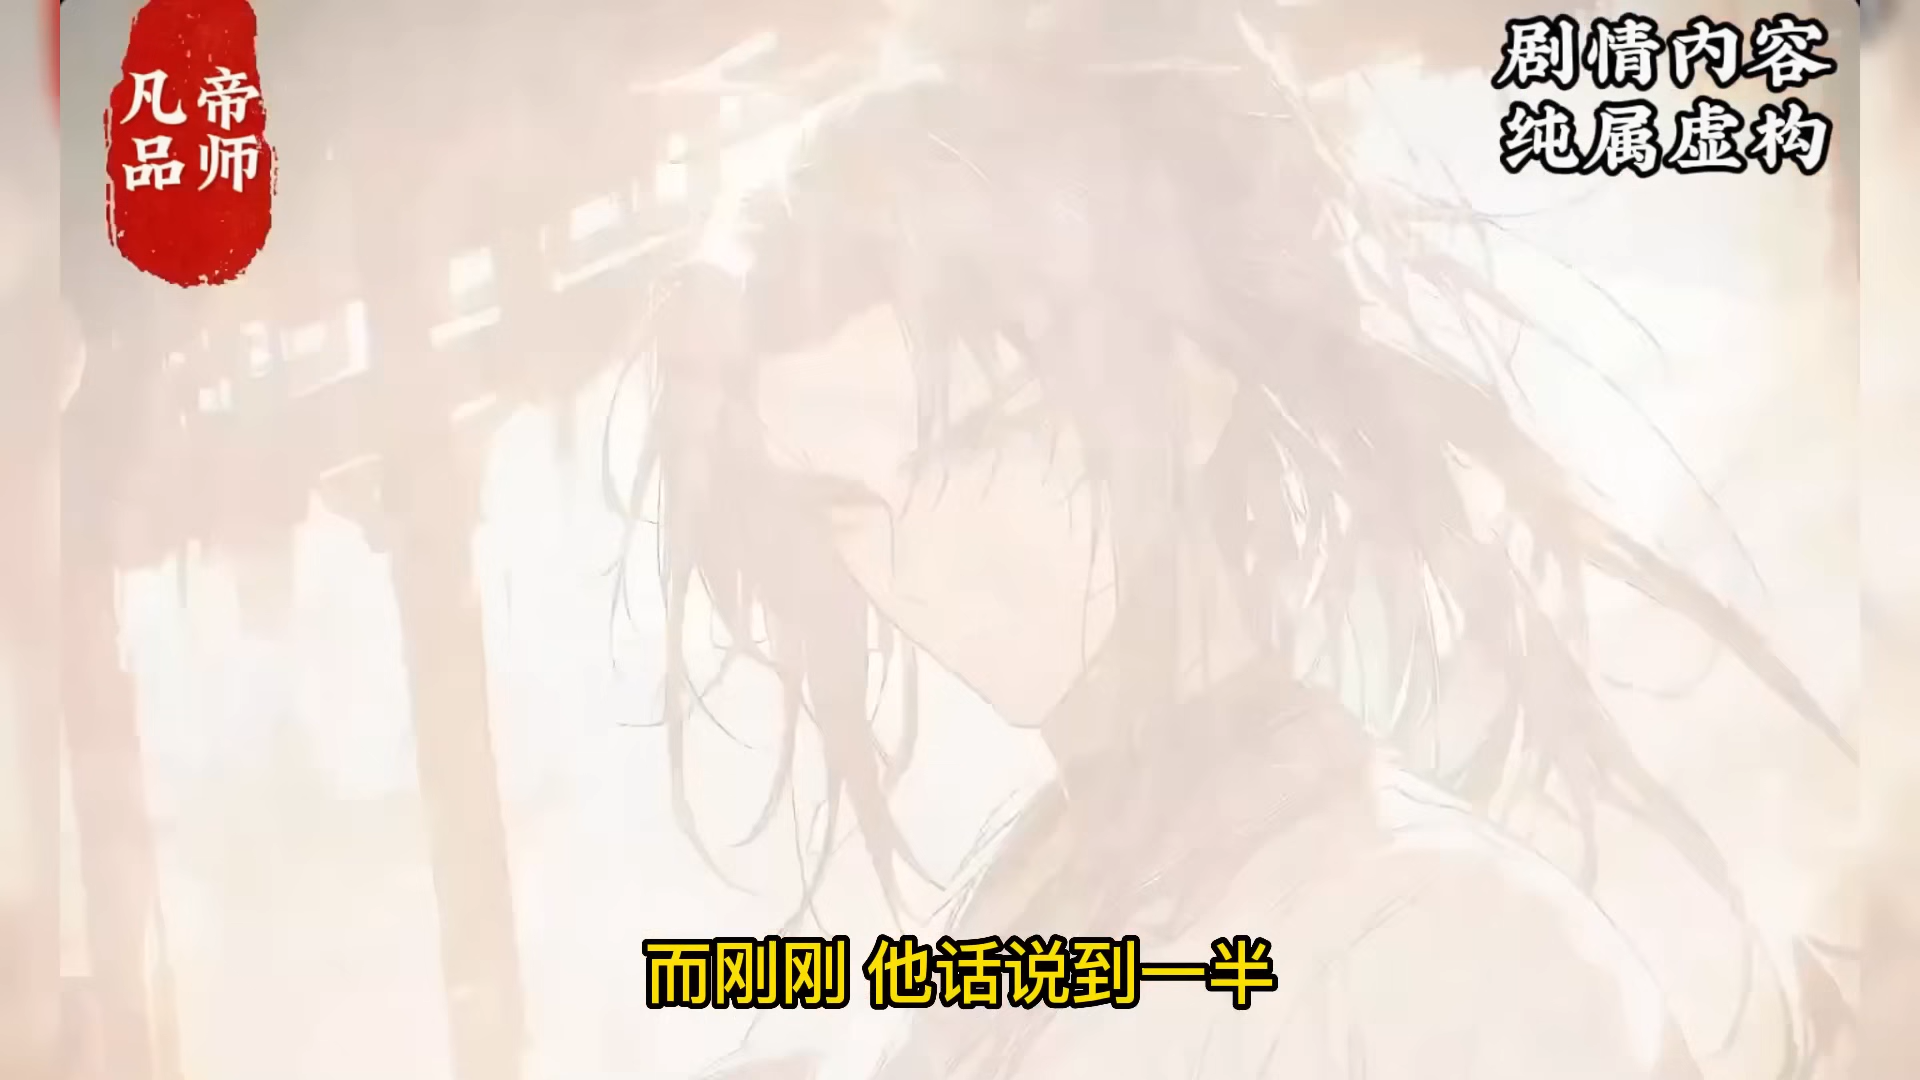 帝师
凡品
剧情内容
纯属虚构
而刚刚 他话说到一半